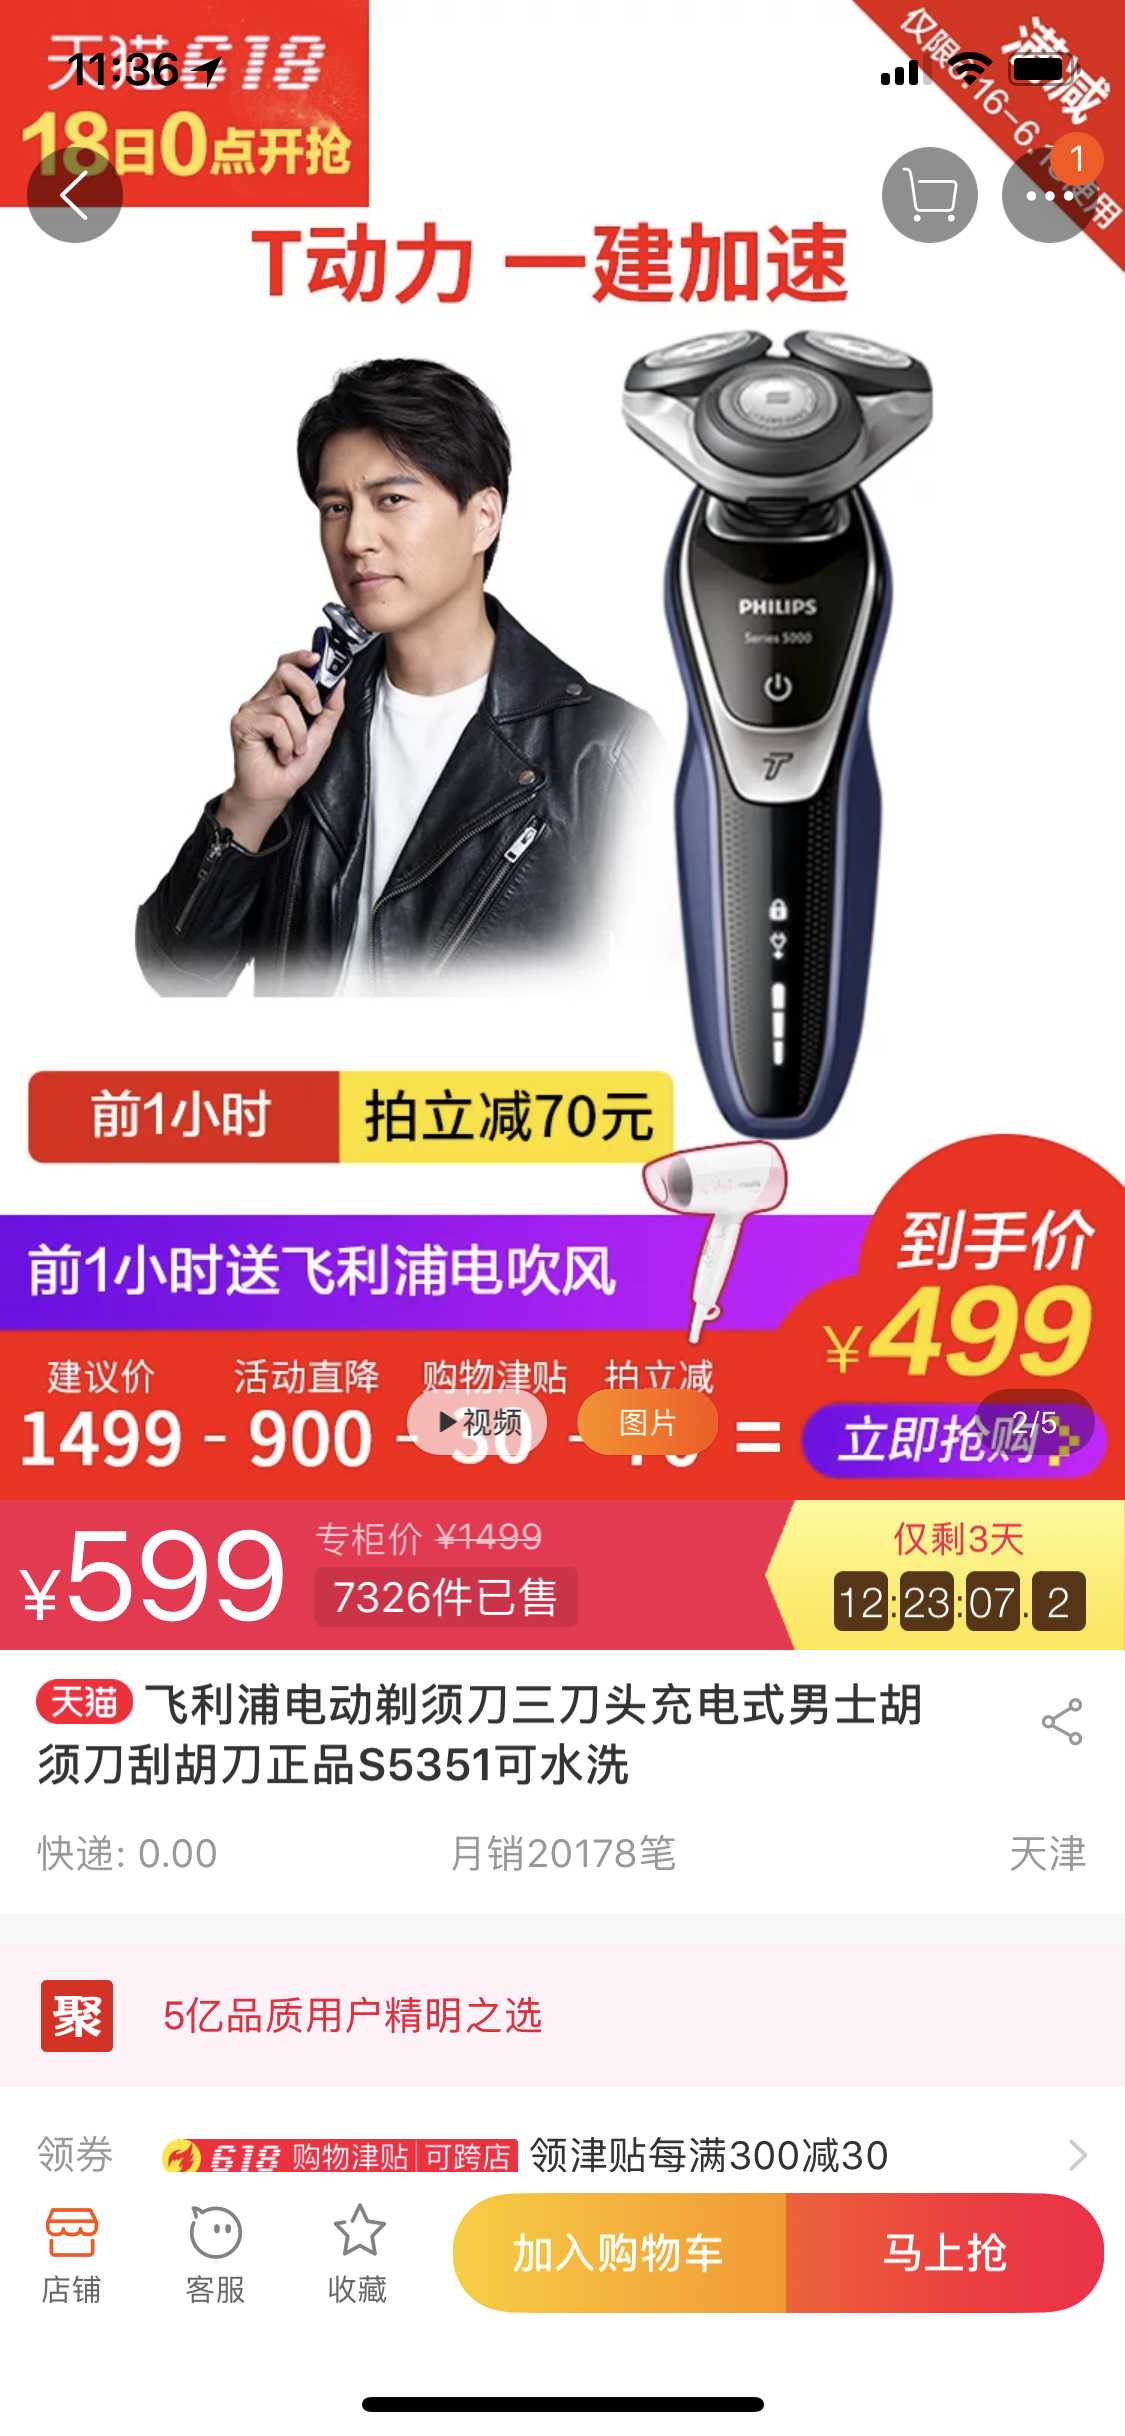 天猫618
11:36
18日0点开抢
满减
1
T动力 一建加速
PHILIPS
Series 5000
前1小时 拍立减70元
前1小时送飞利浦电吹风
到手价
¥499
建议价 活动直降 购物津贴 拍立减
1499 - 900 - 30 - 70 =
立即抢购
视频 图片 2/5
¥599 专柜价 ¥1499
7326件已售
仅剩3天
12:23:07.2
天猫 飞利浦电动剃须刀三刀头充电式男士胡
须刀刮胡刀正品S5351可水洗
快递: 0.00 月销20178笔 天津
聚 5亿品质用户精明之选
领券 618 购物津贴 可跨店 领津贴每满300减30
店铺 客服 收藏 加入购物车 马上抢